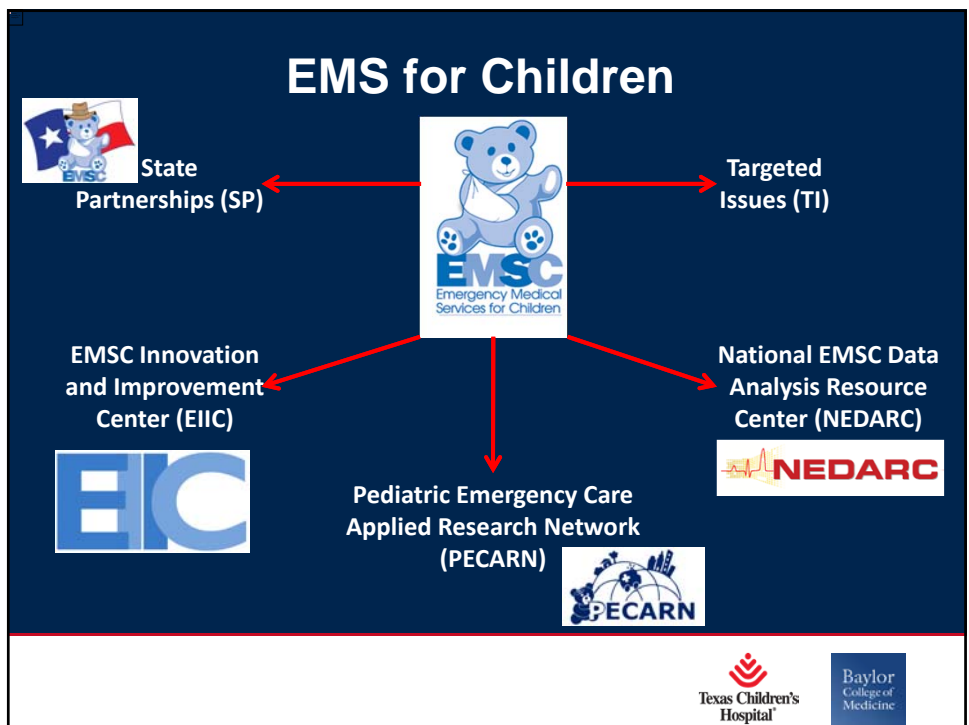 EMS for Children
EMSC
State
Partnerships (SP)
EMSC
Emergency Medical
Services for Children
Targeted
Issues (TI)
EMSC Innovation
and Improvement
Center (EIIC)
EIIC
Pediatric Emergency Care
Applied Research Network
(PECARN)
PECARN
National EMSC Data
Analysis Resource
Center (NEDARC)
NEDARC
Texas Children's
Hospital®
Baylor
College of
Medicine